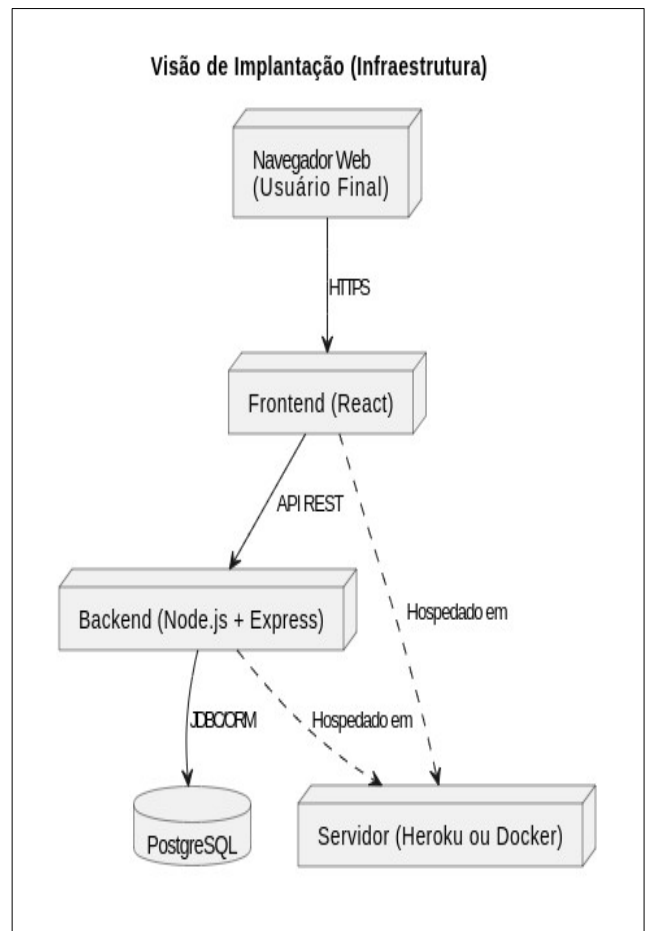 Visão de Implantação (Infraestrutura)
Navegador Web
(Usuário Final)
HTTPS
Frontend (React)
API REST
Hospedado em
Backend (Node.js + Express)
JDBC/ORM
Hospedado em
PostgreSQL
Servidor (Heroku ou Docker)